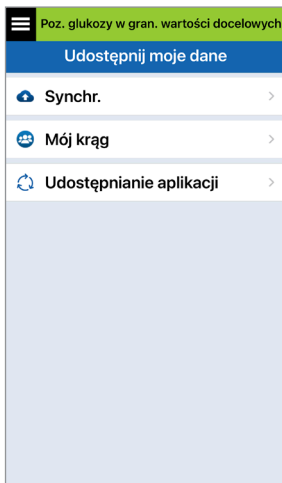 Poz. glukozy w gran. wartości docelowych
Udostępnij moje dane
Synchr.
Mój krąg
Udostępnianie aplikacji